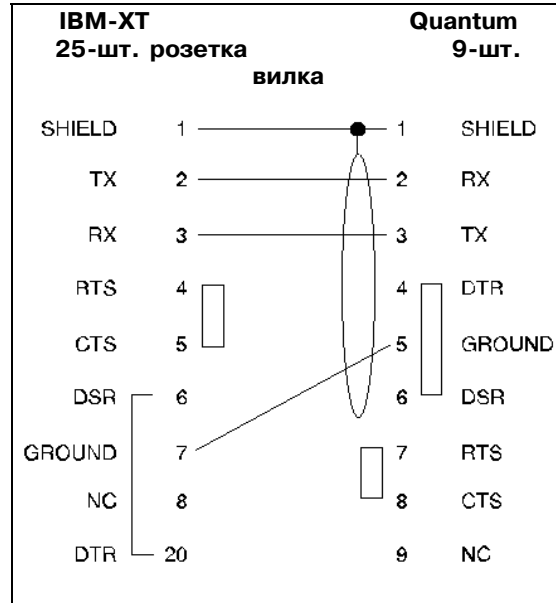 IBM-XT Quantum
25-шт. розетка 9-шт.
вилка
SHIELD 1 1 SHIELD
TX 2 2 RX
RX 3 3 TX
RTS 4 4 DTR
CTS 5 5 GROUND
DSR 6 6 DSR
GROUND 7 7 RTS
NC 8 8 CTS
DTR 20 9 NC